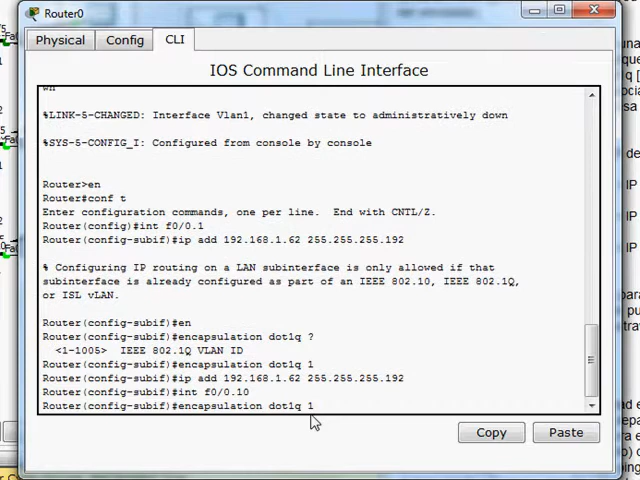 Router0
Physical
Config
CLI
IOS Command Line Interface
wn
%LINK-5-CHANGED: Interface Vlan1, changed state to administratively down
%SYS-5-CONFIG_I: Configured from console by console
Router>en
Router#conf t
Enter configuration commands, one per line.  End with CNTL/Z.
Router(config)#int f0/0.1
Router(config-subif)#ip add 192.168.1.62 255.255.255.192
% Configuring IP routing on a LAN subinterface is only allowed if that
subinterface is already configured as part of an IEEE 802.10, IEEE 802.1Q,
or ISL vLAN.
Router(config-subif)#en
Router(config-subif)#encapsulation dot1q ?
<1-1005>  IEEE 802.1Q VLAN ID
Router(config-subif)#encapsulation dot1q 1
Router(config-subif)#ip add 192.168.1.62 255.255.255.192
Router(config-subif)#int f0/0.10
Router(config-subif)#encapsulation dot1q 1
Copy
Paste